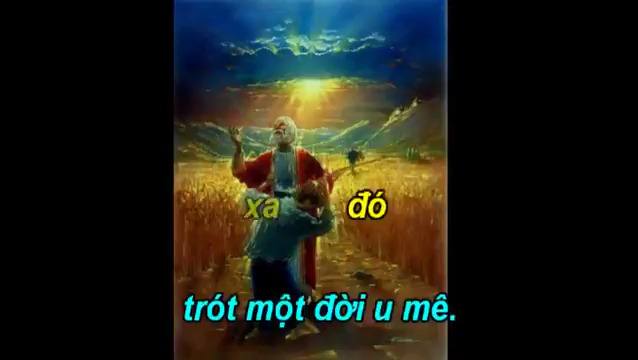 xa đó
trót một đời u mê.